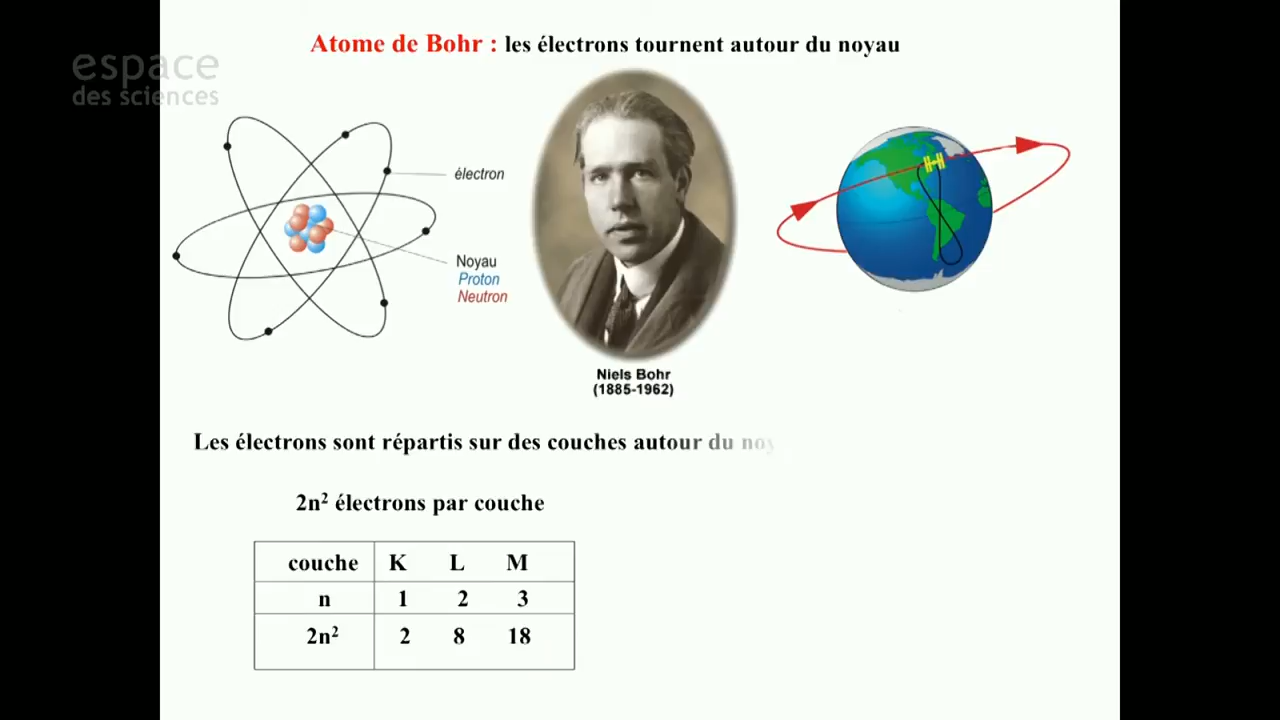 Atome de Bohr : les électrons tournent autour du noyau
espace
des sciences
électron
Noyau
Proton
Neutron
Niels Bohr
(1885-1962)
Les électrons sont répartis sur des couches autour du noy
2n² électrons par couche
couche K L M
n 1 2 3
2n² 2 8 18